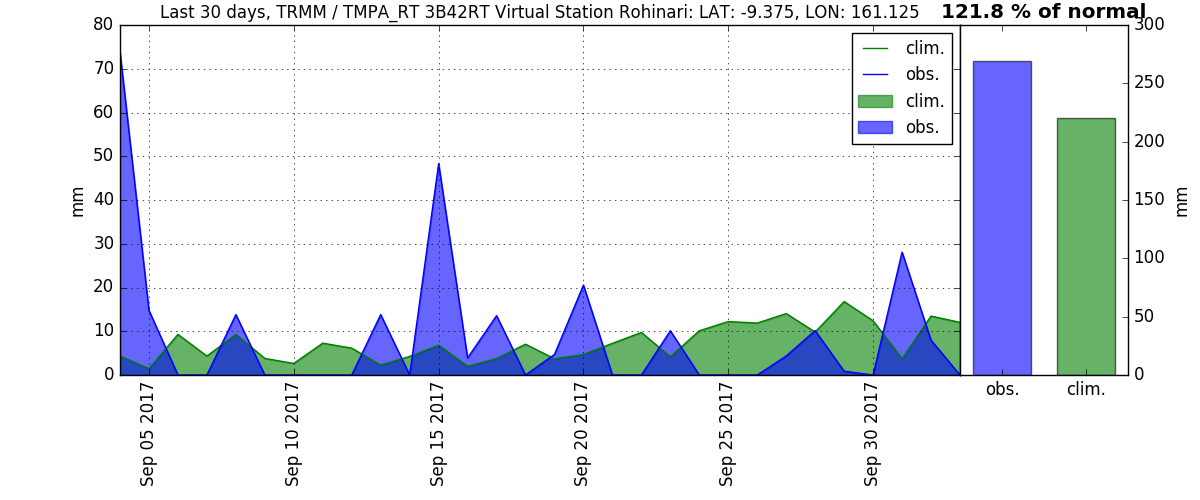 Last 30 days, TRMM / TMPA_RT 3B42RT Virtual Station Rohinari: LAT: -9.375, LON: 161.125
121.8 % of normal
80
70
60
50
40
30
20
10
0
mm
clim.
obs.
clim.
obs.
Sep 05 2017
Sep 10 2017
Sep 15 2017
Sep 20 2017
Sep 25 2017
Sep 30 2017
300
250
200
150
100
50
0
mm
obs.
clim.